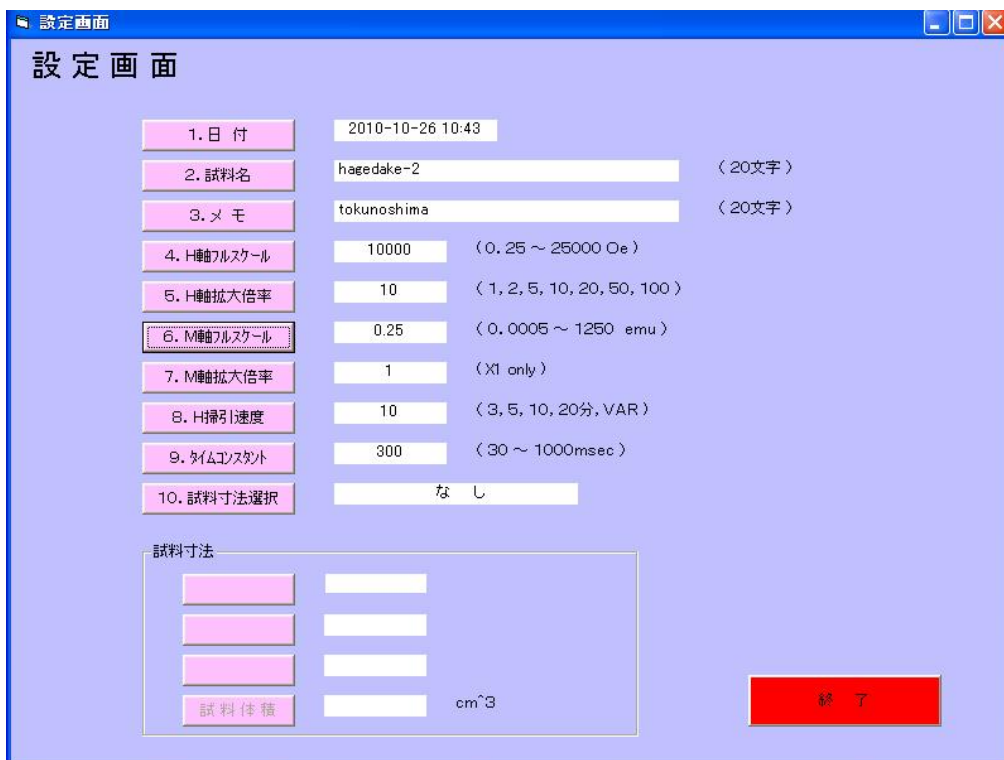 設定画面
設定画面
1.日 付 2010-10-26 10:43
2.試料名 hagedake-2 (20文字)
3.メ モ tokunoshima (20文字)
4.H軸フルスケール 10000 (0.25~25000 Oe)
5.H軸拡大倍率 10 (1,2,5,10,20,50,100)
6.M軸フルスケール 0.25 (0.0005~1250 emu)
7.M軸拡大倍率 1 (X1 only)
8.H掃引速度 10 (3,5,10,20分,VAR)
9.タイムコンスタント 300 (30~1000msec)
10.試料寸法選択 な し
試料寸法
試料体積 cm^3
終 了